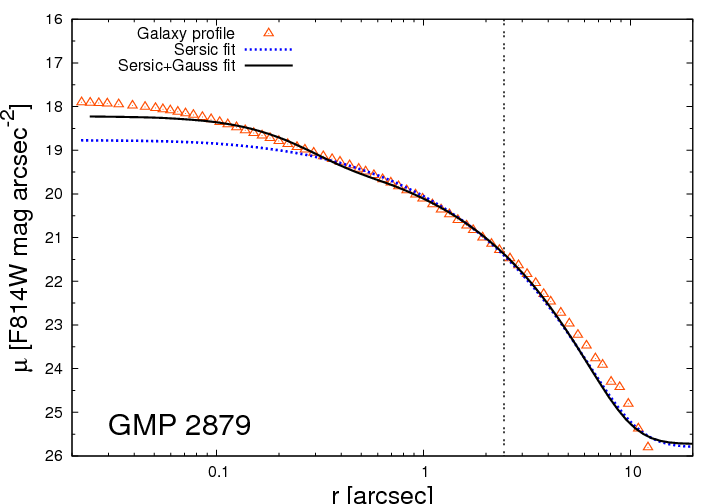 Galaxy profile
Sersic fit
Sersic+Gauss fit
16
17
18
19
20
21
22
23
24
25
26
μ [F814W mag arcsec-2]
GMP 2879
0.1 1 10
r [arcsec]